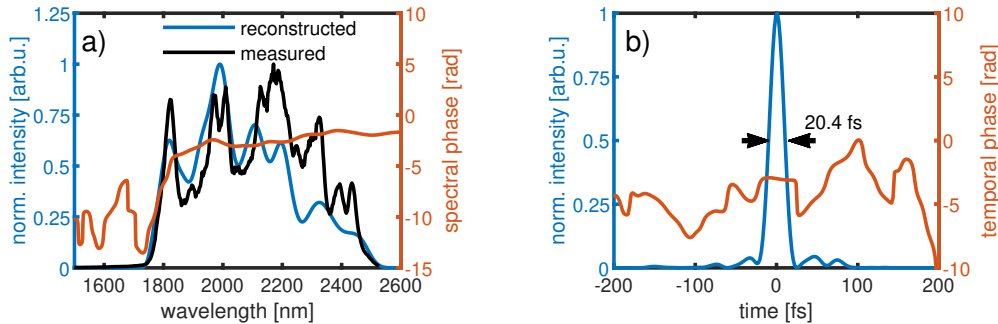 a)
reconstructed
measured
norm. intensity [arb.u.]
1.25
1
0.75
0.5
0.25
0
10
5
0
-5
-10
-15
spectral phase [rad]
1600 1800 2000 2200 2400 2600
wavelength [nm]
b)
20.4 fs
norm. intensity [arb.u.]
1
0.75
0.5
0.25
0
10
5
0
-5
-10
temporal phase [rad]
-200 -100 0 100 200
time [fs]